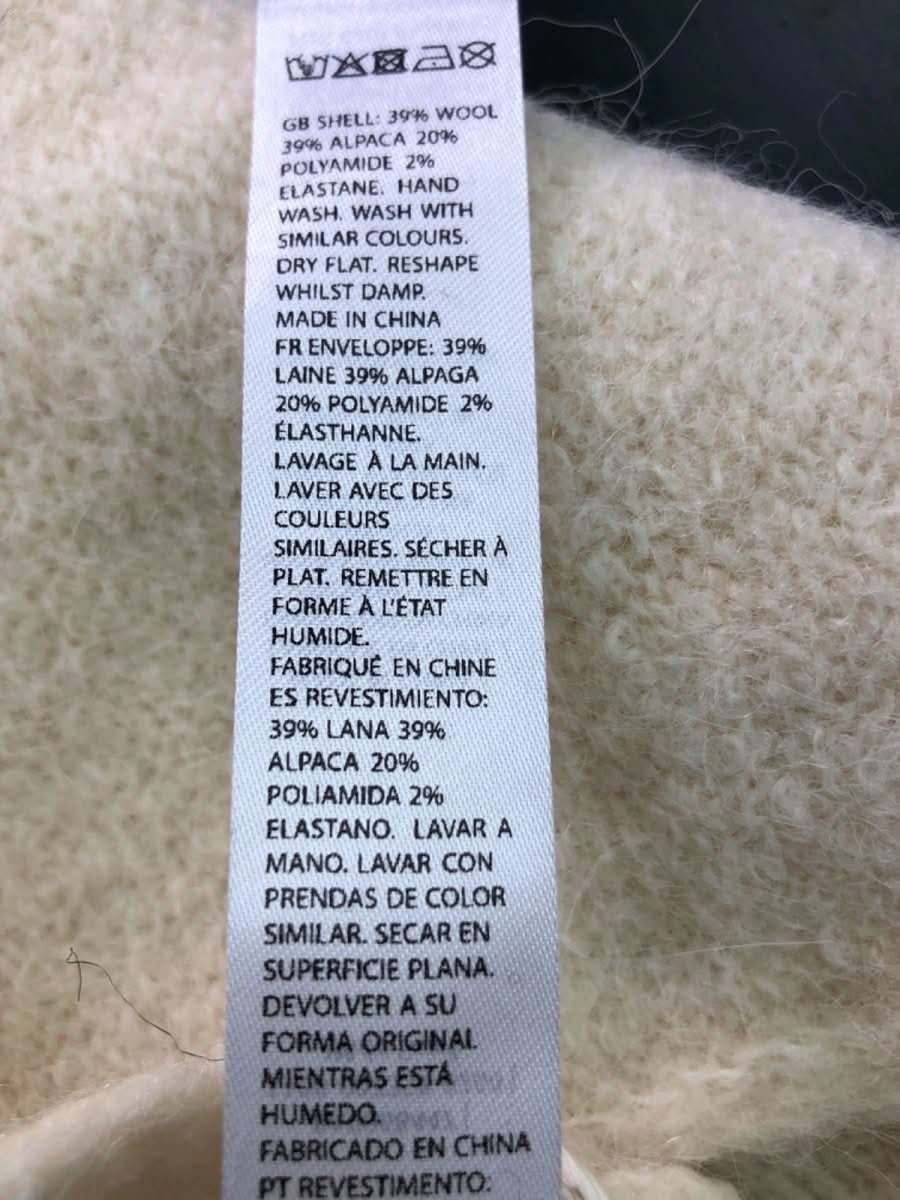 GB SHELL: 39% WOOL
39% ALPACA 20%
POLYAMIDE 2%
ELASTANE. HAND
WASH. WASH WITH
SIMILAR COLOURS.
DRY FLAT. RESHAPE
WHILST DAMP.
MADE IN CHINA
FR ENVELOPPE: 39%
LAINE 39% ALPAGA
20% POLYAMIDE 2%
ÉLASTHANNE.
LAVAGE À LA MAIN.
LAVER AVEC DES
COULEURS
SIMILAIRES. SÉCHER À
PLAT. REMETTRE EN
FORME À L'ÉTAT
HUMIDE.
FABRIQUÉ EN CHINE
ES REVESTIMIENTO:
39% LANA 39%
ALPACA 20%
POLIAMIDA 2%
ELASTANO. LAVAR A
MANO. LAVAR CON
PRENDAS DE COLOR
SIMILAR. SECAR EN
SUPERFICIE PLANA.
DEVOLVER A SU
FORMA ORIGINAL
MIENTRAS ESTÁ
HUMEDO.
FABRICADO EN CHINA
PT REVESTIMENTO: